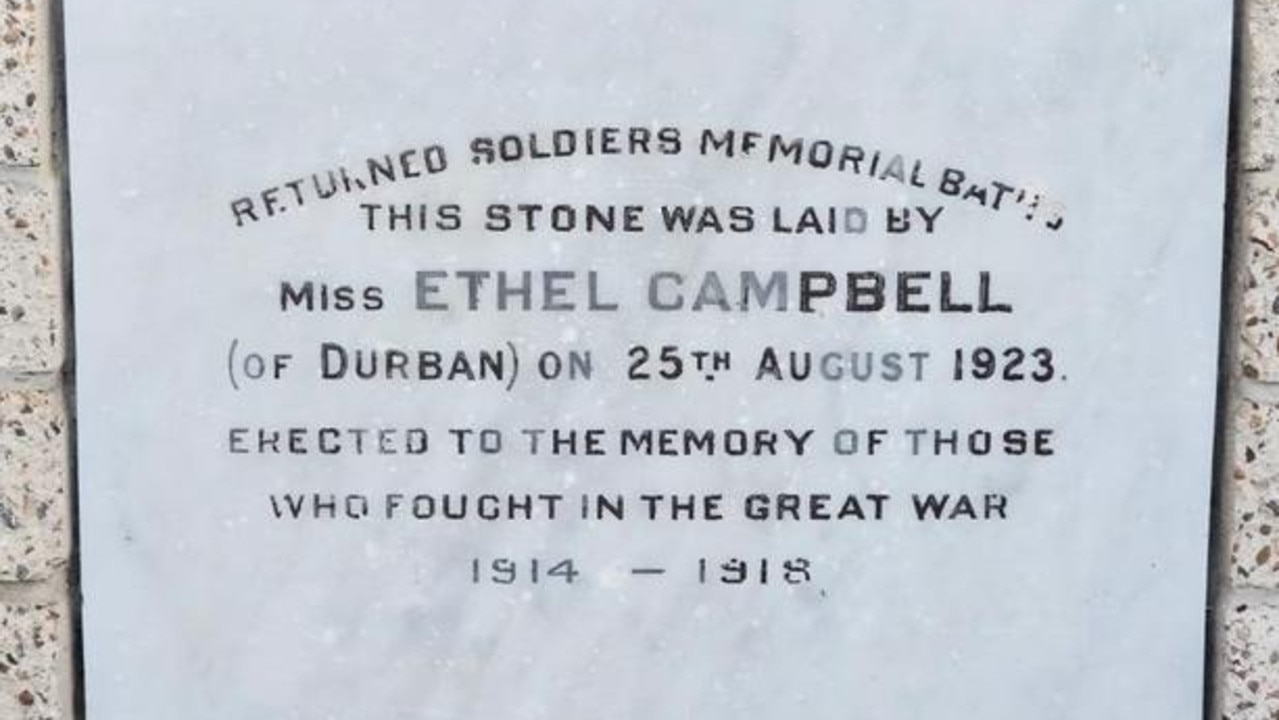 RETURNED SOLDIERS MEMORIAL BATHS
THIS STONE WAS LAID BY
MISS ETHEL CAMPBELL
(OF DURBAN) ON 25TH AUGUST 1923.
ERECTED TO THE MEMORY OF THOSE
WHO FOUGHT IN THE GREAT WAR
1914 — 1918